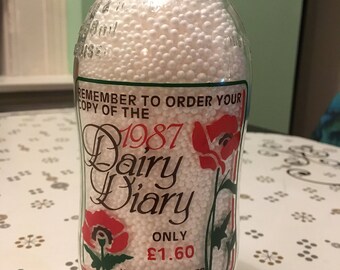 REMEMBER TO ORDER YOUR
COPY OF THE
1987
Dairy
Diary
ONLY
£1.60